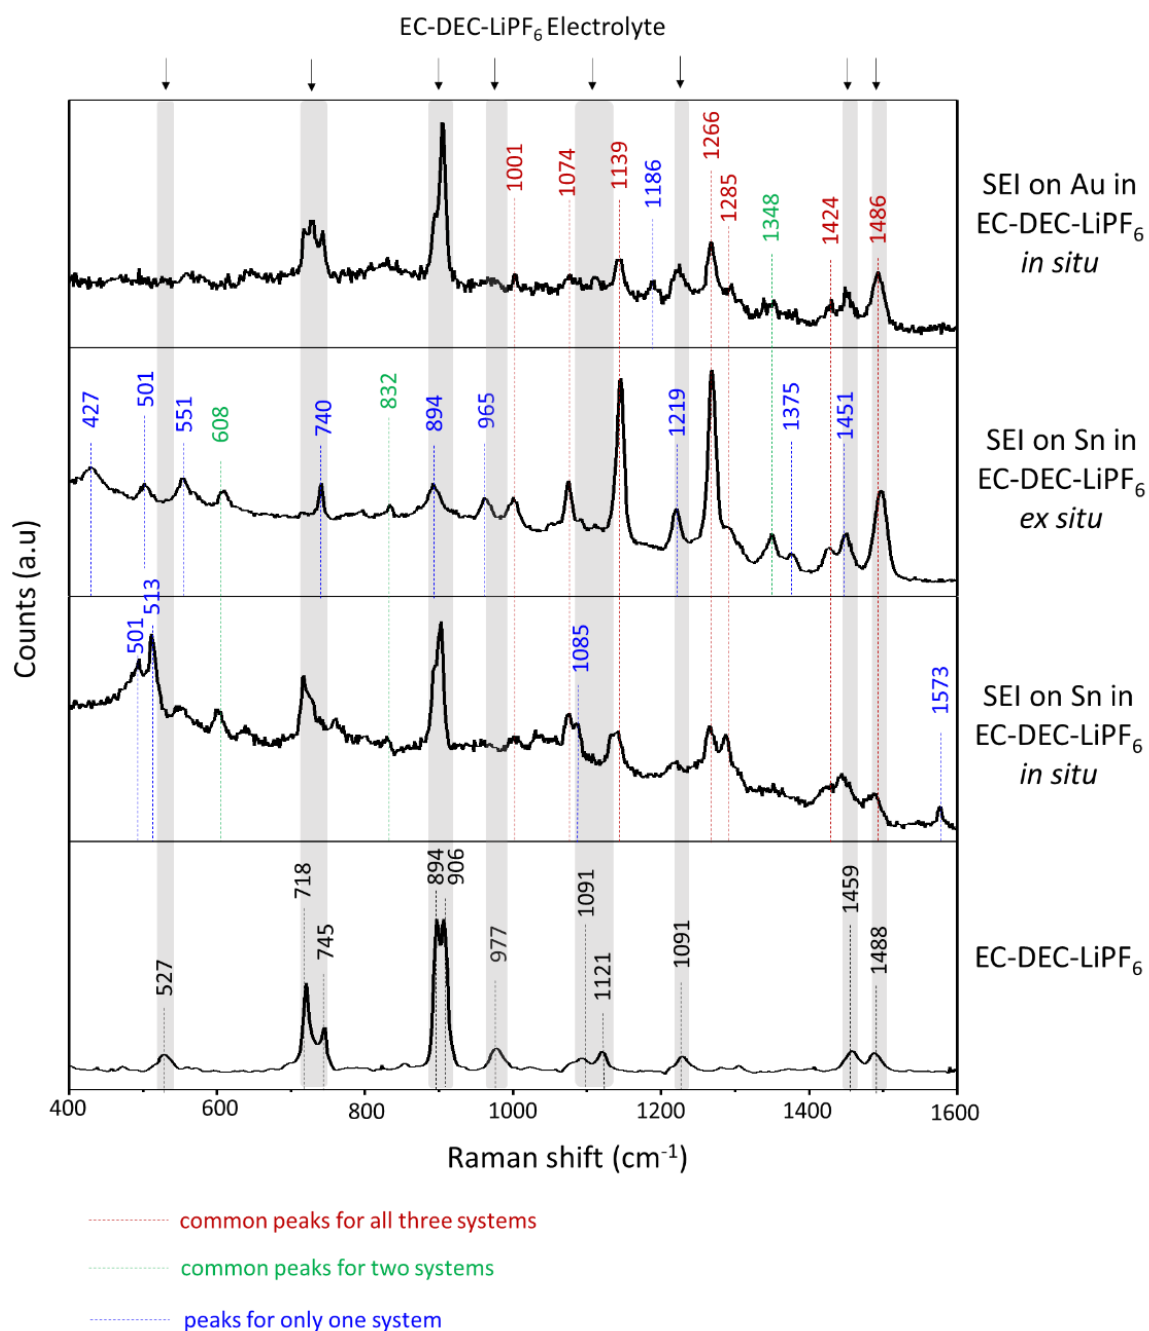 EC-DEC-LiPF6 Electrolyte
1001
1074
1139
1186
1266
1285
1348
1424
1486
SEI on Au in
EC-DEC-LiPF6
in situ
427
501
551
608
740
832
894
965
1219
1375
1451
SEI on Sn in
EC-DEC-LiPF6
ex situ
501
513
1085
1573
SEI on Sn in
EC-DEC-LiPF6
in situ
527
718
745
894
906
977
1091
1121
1091
1459
1488
EC-DEC-LiPF6
Counts (a.u)
400
600
800
1000
1200
1400
1600
Raman shift (cm-1)
common peaks for all three systems
common peaks for two systems
peaks for only one system